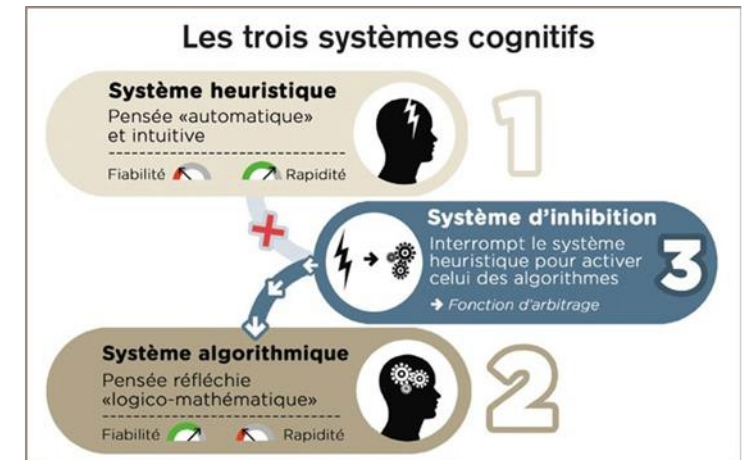 Les trois systèmes cognitifs
Système heuristique
Pensée «automatique»
et intuitive
Fiabilité Rapidité
1
Système d'inhibition
Interrompt le système
heuristique pour activer
celui des algorithmes
→ Fonction d'arbitrage
3
Système algorithmique
Pensée réfléchie
«logico-mathématique»
Fiabilité Rapidité
2